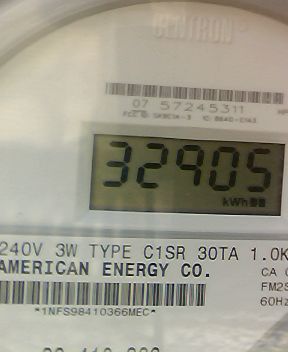 CENTRON
07 57245311
32905
kWh
240V 3W TYPE C1SR 30TA 1.0K
AMERICAN ENERGY CO.
CA
FM2S
60Hz
*1NFS98410366MEC*